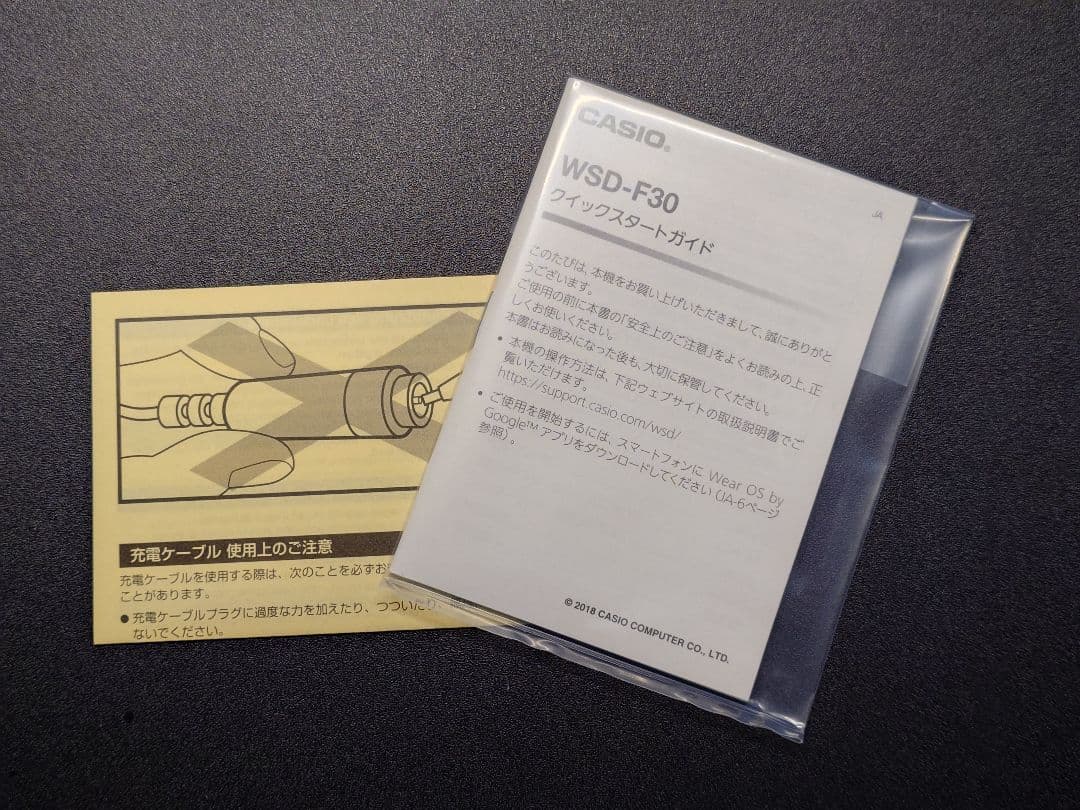 CASIO®
WSD-F30
JA
クイックスタートガイド
このたびは、本機をお買い上げいただきまして、誠にありがと
うございます。
ご使用の前に本書の「安全上のご注意」をよくお読みの上、正
しくお使いください。
本書はお読みになった後も、大切に保管してください。
• 本機の操作方法は、下記ウェブサイトの取扱説明書でご
覧いただけます。
https://support.casio.com/wsd/
• ご使用を開始するには、スマートフォンに Wear OS by
Google™ アプリをダウンロードしてください（JA-6ページ
参照）。
© 2018 CASIO COMPUTER CO., LTD.
充電ケーブル 使用上のご注意
充電ケーブルを使用する際は、次のことを必ずお
ことがあります。
● 充電ケーブルプラグに過度な力を加えたり、つついたり、
ないでください。